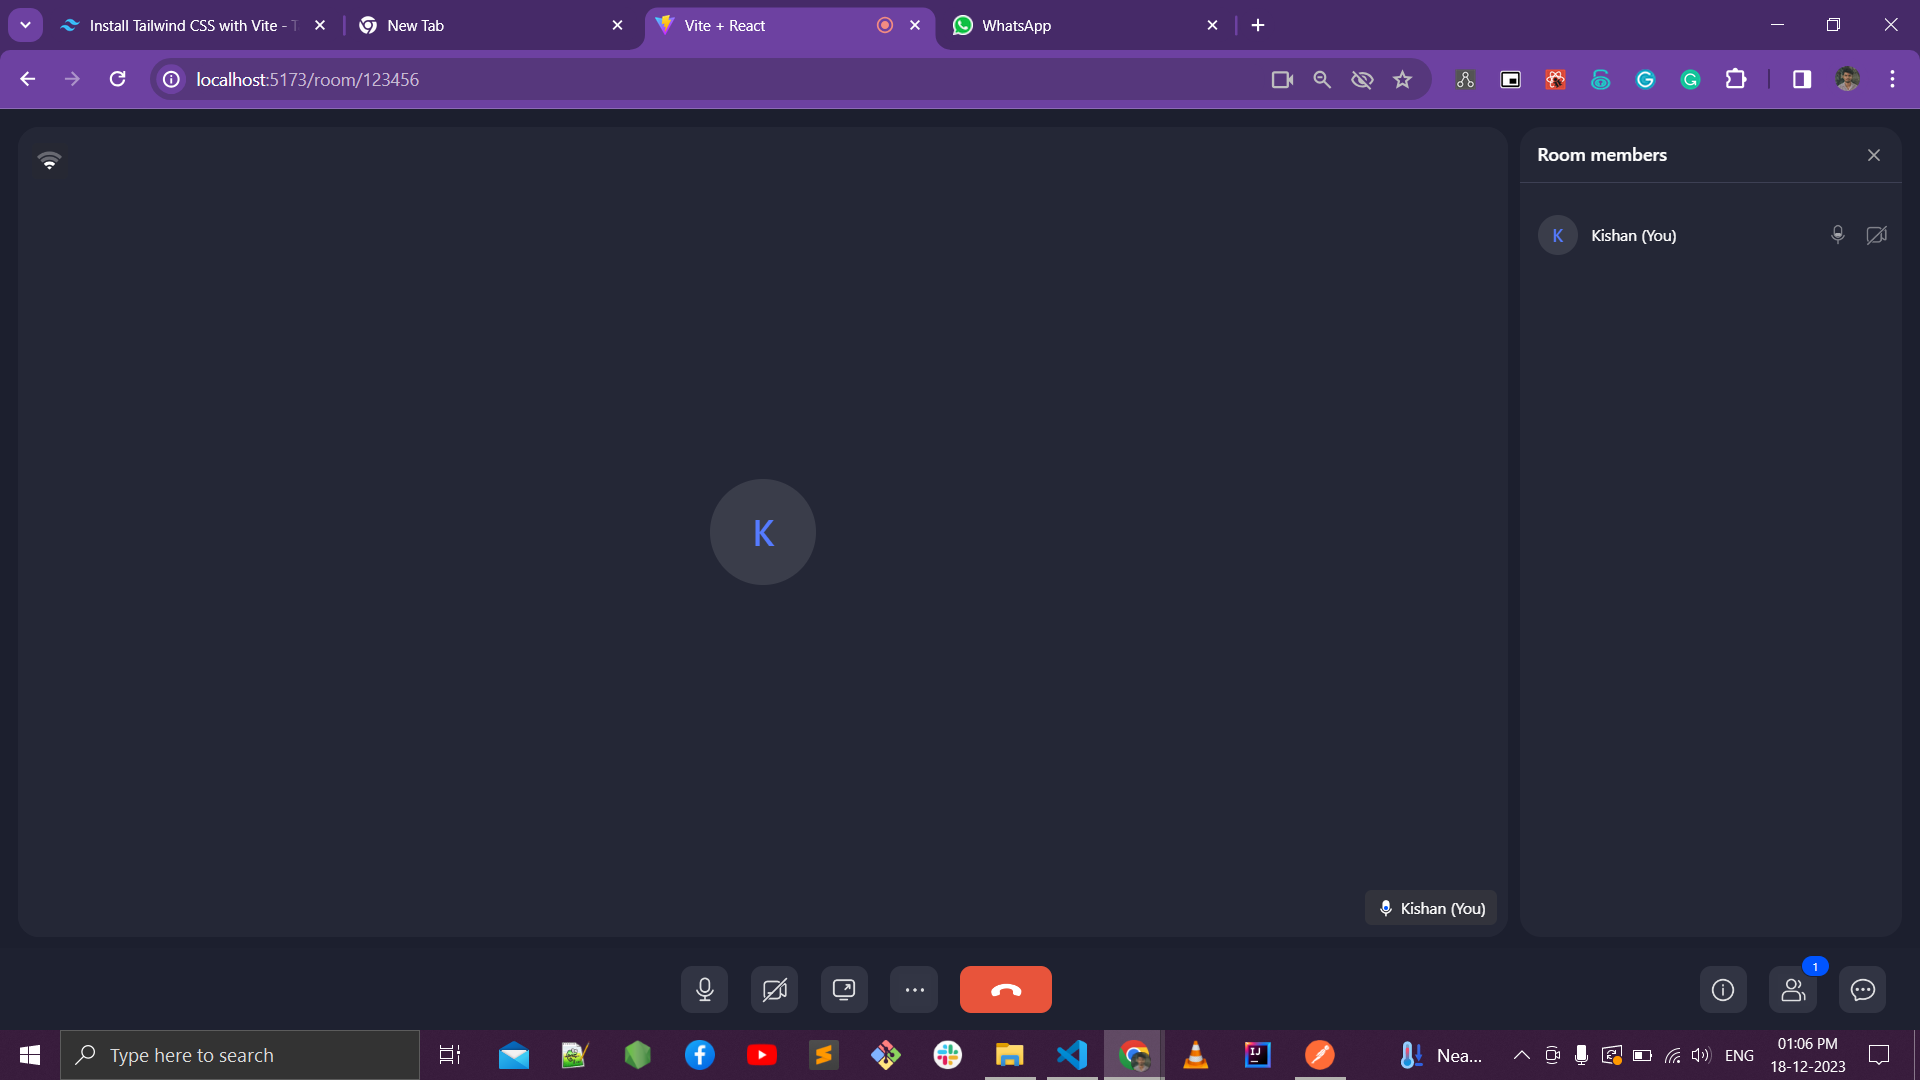 Install Tailwind CSS with Vite - T
New Tab
Vite + React
WhatsApp
localhost:5173/room/123456
Room members
K
Kishan (You)
K
Kishan (You)
1
Type here to search
Nea...
ENG
01:06 PM
18-12-2023